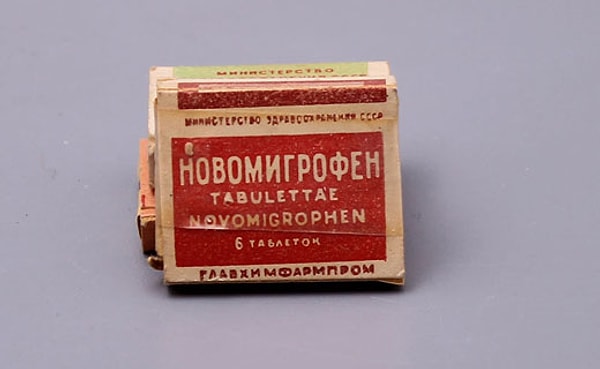 МИНИСТЕРСТВО
МИНИСТЕРСТВО ЗДРАВООХРАНЕНИЯ СССР
НОВОМИГРОФЕН
TABULETTAE
NOVOMIGROPHEN
6 ТАБЛЕТОК
ГЛАВХИМФАРМПРОМ